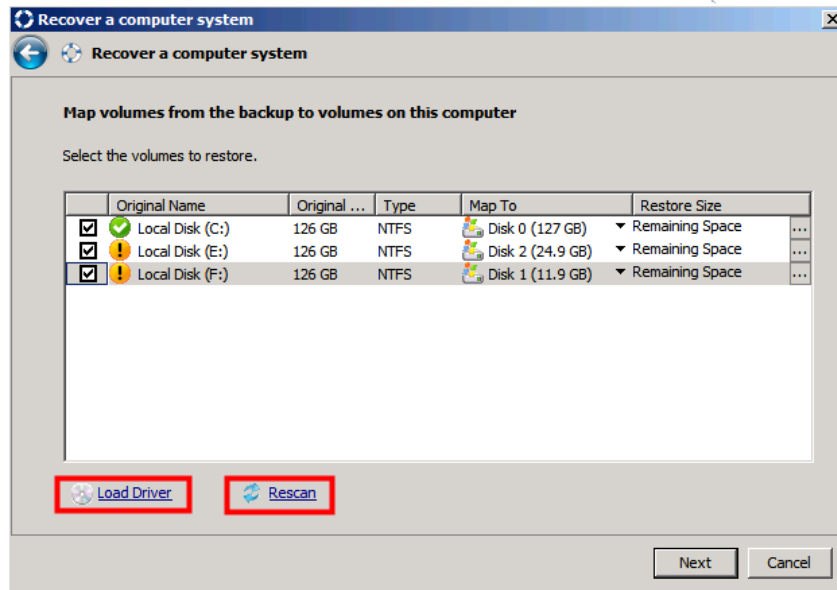 Recover a computer system
Recover a computer system
Map volumes from the backup to volumes on this computer
Select the volumes to restore.
Original Name Original ... Type Map To Restore Size
Local Disk (C:) 126 GB NTFS Disk 0 (127 GB) Remaining Space ...
Local Disk (E:) 126 GB NTFS Disk 2 (24.9 GB) Remaining Space ...
Local Disk (F:) 126 GB NTFS Disk 1 (11.9 GB) Remaining Space ...
Load Driver Rescan
Next Cancel